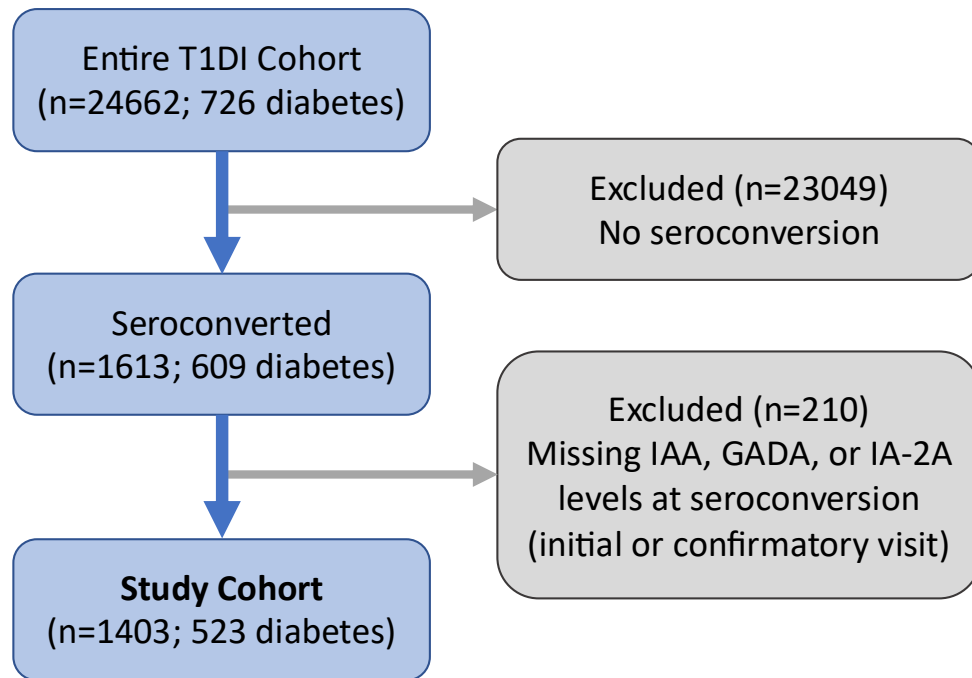 Entire T1DI Cohort
(n=24662; 726 diabetes)
Excluded (n=23049)
No seroconversion
Seroconverted
(n=1613; 609 diabetes)
Excluded (n=210)
Missing IAA, GADA, or IA-2A
levels at seroconversion
(initial or confirmatory visit)
Study Cohort
(n=1403; 523 diabetes)